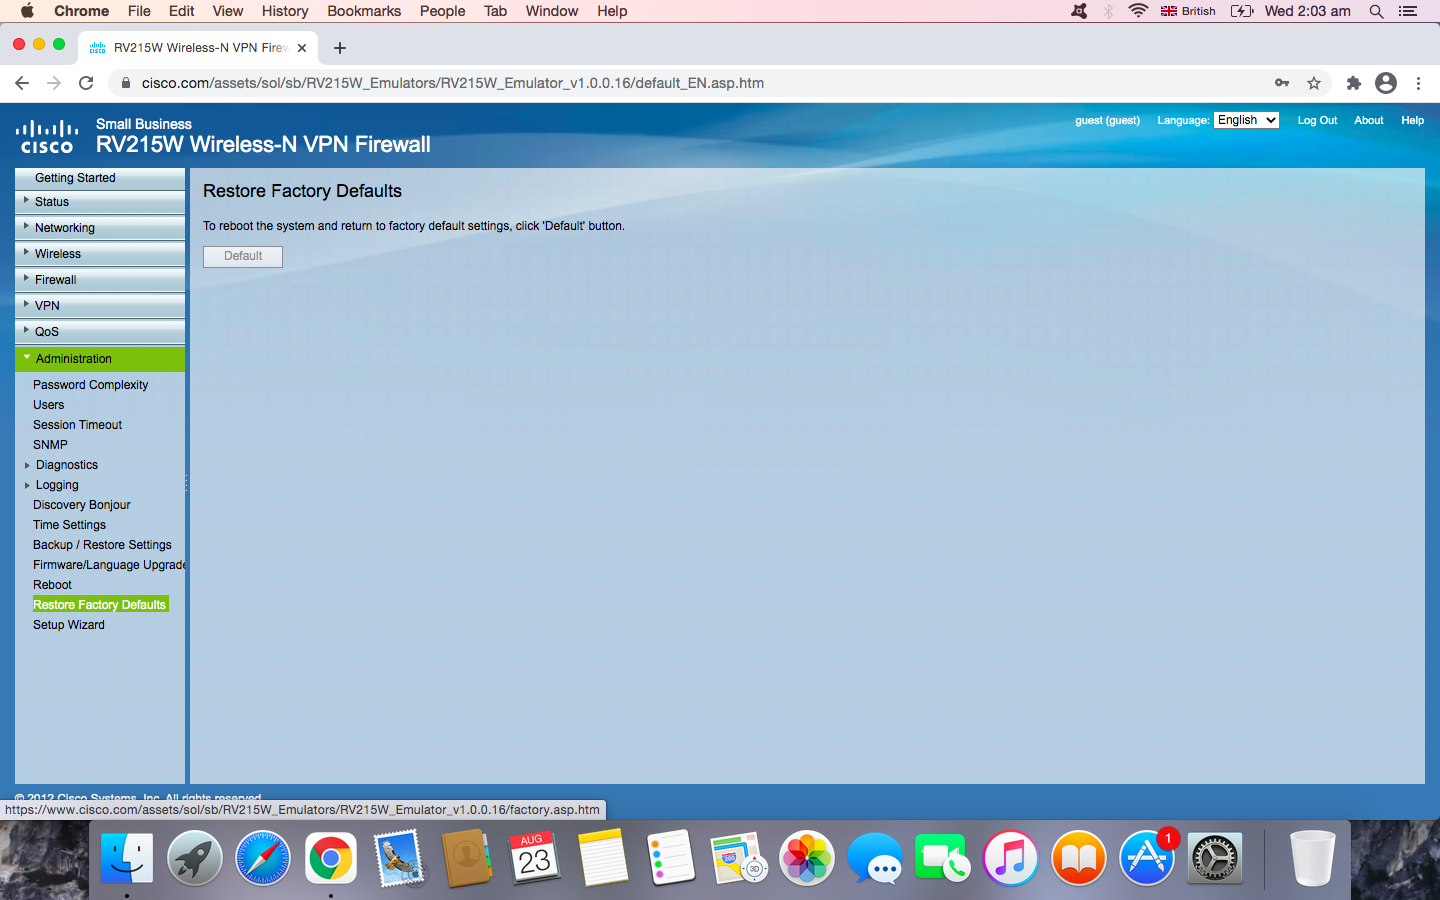 Chrome File Edit View History Bookmarks People Tab Window Help British Wed 2:03 am
RV215W Wireless-N VPN Firew
cisco.com/assets/sol/sb/RV215W_Emulators/RV215W_Emulator_v1.0.0.16/default_EN.asp.htm
Small Business
guest (guest) Language: English Log Out About Help
CISCO RV215W Wireless-N VPN Firewall
Getting Started
Status
Networking
Wireless
Firewall
VPN
QoS
Administration
Password Complexity
Users
Session Timeout
SNMP
Diagnostics
Logging
Discovery Bonjour
Time Settings
Backup / Restore Settings
Firmware/Language Upgrade
Reboot
Restore Factory Defaults
Setup Wizard
Restore Factory Defaults
To reboot the system and return to factory default settings, click 'Default' button.
Default
© 2012 Cisco Systems, Inc. All rights reserved.
https://www.cisco.com/assets/sol/sb/RV215W_Emulators/RV215W_Emulator_v1.0.0.16/factory.asp.htm
AUG
23
280
3D
1